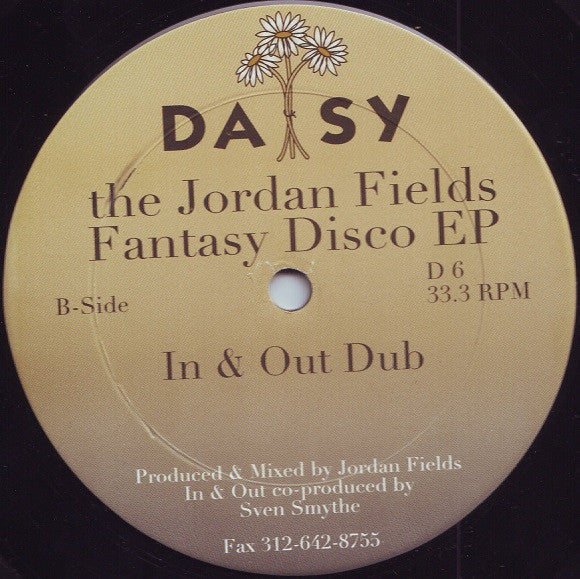 DAISY
the Jordan Fields
Fantasy Disco EP
B-Side
D 6
33.3 RPM
In & Out Dub
Produced & Mixed by Jordan Fields
In & Out co-produced by
Sven Smythe
Fax 312-642-8755